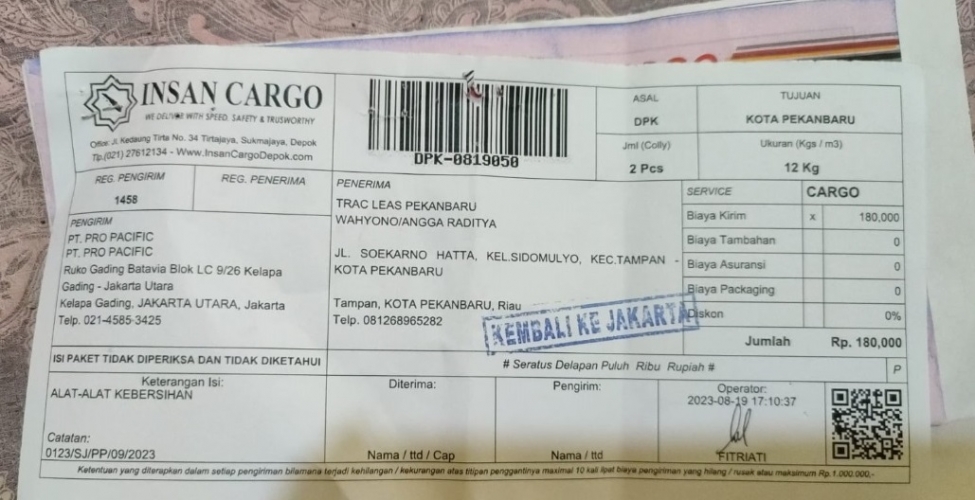 INSAN CARGO
WE DELIVER WITH SPEED, SAFETY & TRUSWORTHY
Office: Jl. Kedaung Tirta No. 34 Tirtajaya, Sukmajaya, Depok
Tlp.(021) 27612134 - Www.InsanCargoDepok.com
DPK-0819050
ASAL
DPK
TUJUAN
KOTA PEKANBARU
Jml (Colly)
2 Pcs
Ukuran (Kgs / m3)
12 Kg
REG. PENGIRIM
1458
REG. PENERIMA
PENGIRIM
PT. PRO PACIFIC
PT. PRO PACIFIC
Ruko Gading Batavia Blok LC 9/26 Kelapa
Gading - Jakarta Utara
Kelapa Gading, JAKARTA UTARA, Jakarta
Telp. 021-4585-3425
PENERIMA
TRAC LEAS PEKANBARU
WAHYONO/ANGGA RADITYA
JL. SOEKARNO HATTA, KEL.SIDOMULYO, KEC.TAMPAN -
KOTA PEKANBARU
Tampan, KOTA PEKANBARU, Riau
Telp. 081268965282
KEMBALI KE JAKARTA
SERVICE CARGO
Biaya Kirim x 180,000
Biaya Tambahan 0
Biaya Asuransi 0
Biaya Packaging 0
Diskon 0%
Jumlah Rp. 180,000
ISI PAKET TIDAK DIPERIKSA DAN TIDAK DIKETAHUI
# Seratus Delapan Puluh Ribu Rupiah #
P
Keterangan Isi:
ALAT-ALAT KEBERSIHAN
Catatan:
0123/SJ/PP/09/2023
Diterima:
Nama / ttd / Cap
Pengirim:
Nama / ttd
Operator:
2023-08-19 17:10:37
FITRIATI
Ketentuan yang diterapkan dalam setiap pengiriman bilamana terjadi kehilangan / kekurangan atas titipan penggantinya maximal 10 kali lipat biaya pengiriman yang hilang / rusak atau maksimum Rp.1.000.000,-